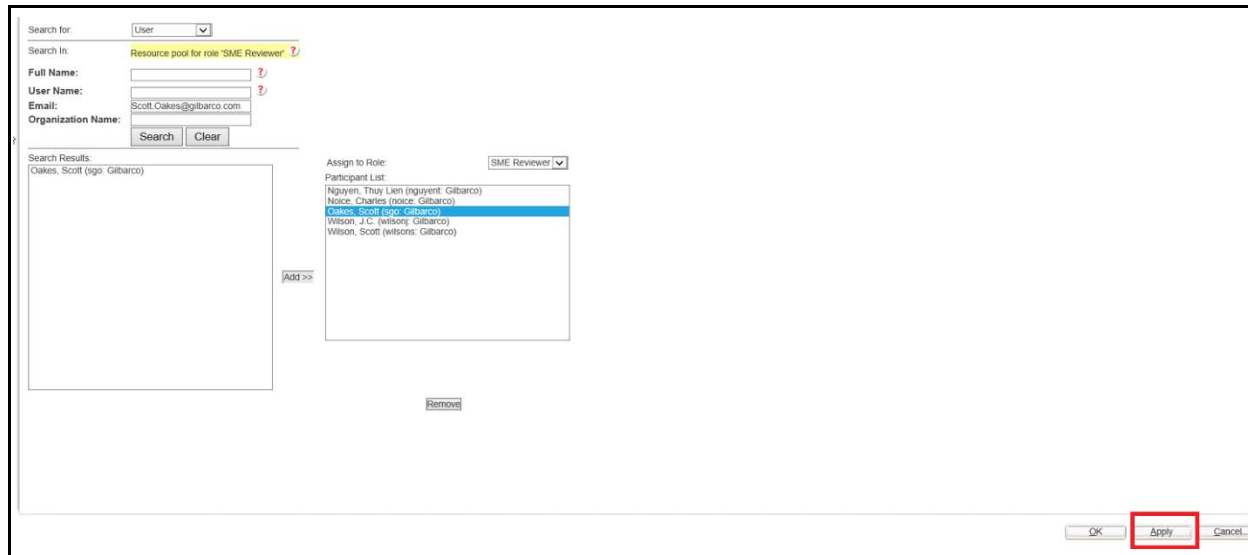 Search for: User
Search In: Resource pool for role 'SME Reviewer' ?
Full Name: ?
User Name: ?
Email: Scott.Oakes@gilbarco.com
Organization Name:
Search Clear
Search Results:
Oakes, Scott (sgo: Gilbarco)
Add >>
Assign to Role: SME Reviewer
Participant List:
Nguyen, Thuy Lien (nguyent: Gilbarco)
Noice, Charles (noice: Gilbarco)
Oakes, Scott (sgo: Gilbarco)
Wilson, J.C. (wilsonj: Gilbarco)
Wilson, Scott (wilsons: Gilbarco)
Remove
OK Apply Cancel...